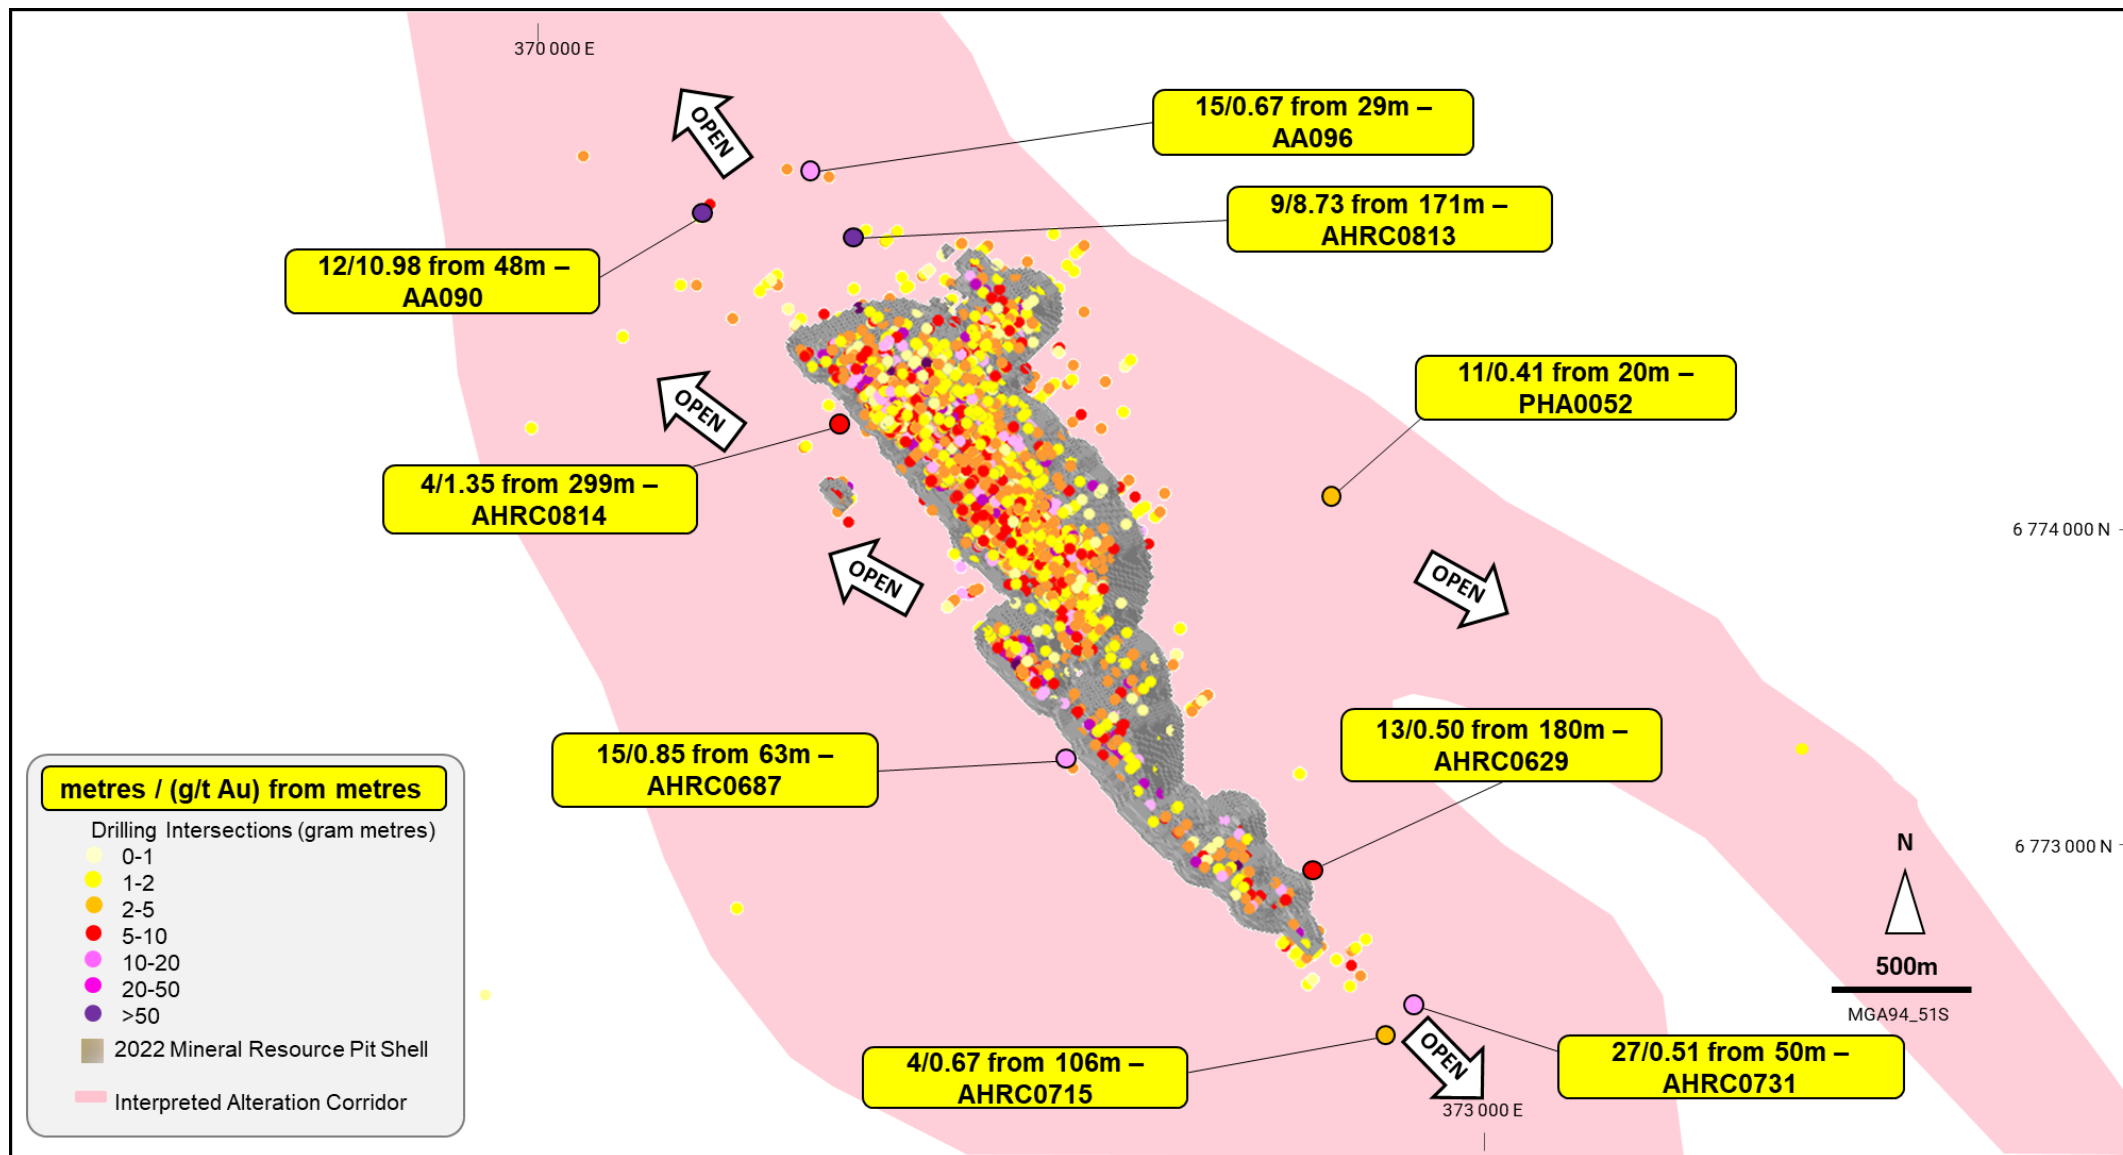 370 000 E
OPEN
15/0.67 from 29m –
AA096
9/8.73 from 171m –
AHRC0813
12/10.98 from 48m –
AA090
11/0.41 from 20m –
PHA0052
OPEN
4/1.35 from 299m –
AHRC0814
6 774 000 N
OPEN
OPEN
13/0.50 from 180m –
AHRC0629
15/0.85 from 63m –
AHRC0687
metres / (g/t Au) from metres
Drilling Intersections (gram metres)
0-1
1-2
2-5
5-10
10-20
20-50
>50
2022 Mineral Resource Pit Shell
Interpreted Alteration Corridor
6 773 000 N
N
500m
MGA94_51S
OPEN
4/0.67 from 106m –
AHRC0715
27/0.51 from 50m –
AHRC0731
373 000 E